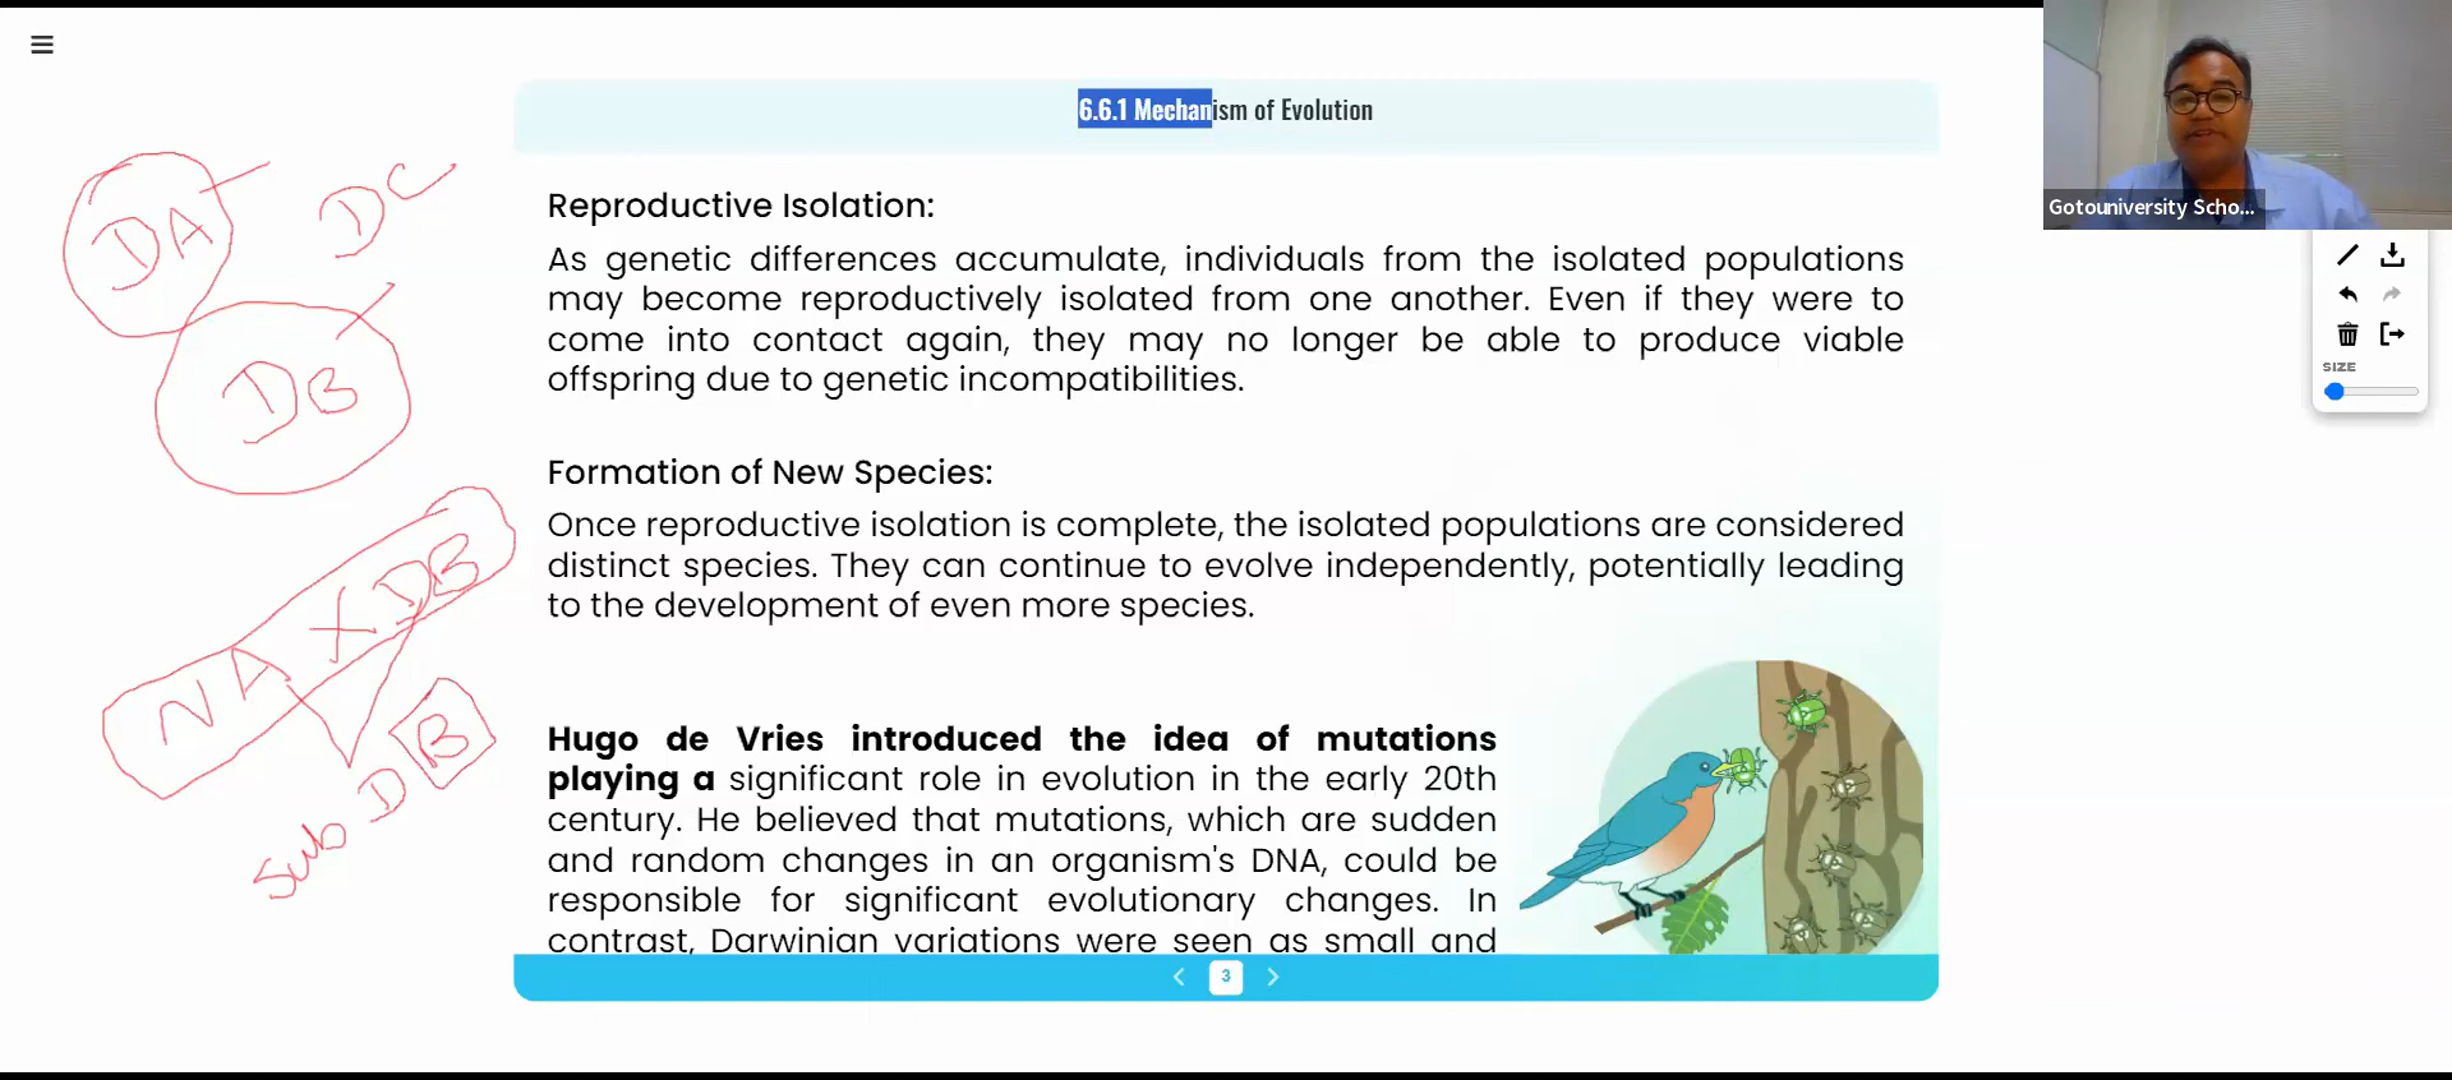 6.6.1 Mechanism of Evolution
Gotouniversity Scho...
DA
DC
DB
NA X DB
Sub D B
Reproductive Isolation:
As genetic differences accumulate, individuals from the isolated populations
may become reproductively isolated from one another. Even if they were to
come into contact again, they may no longer be able to produce viable
offspring due to genetic incompatibilities.
Formation of New Species:
Once reproductive isolation is complete, the isolated populations are considered
distinct species. They can continue to evolve independently, potentially leading
to the development of even more species.
Hugo de Vries introduced the idea of mutations
playing a significant role in evolution in the early 20th
century. He believed that mutations, which are sudden
and random changes in an organism's DNA, could be
responsible for significant evolutionary changes. In
contrast, Darwinian variations were seen as small and
SIZE
3